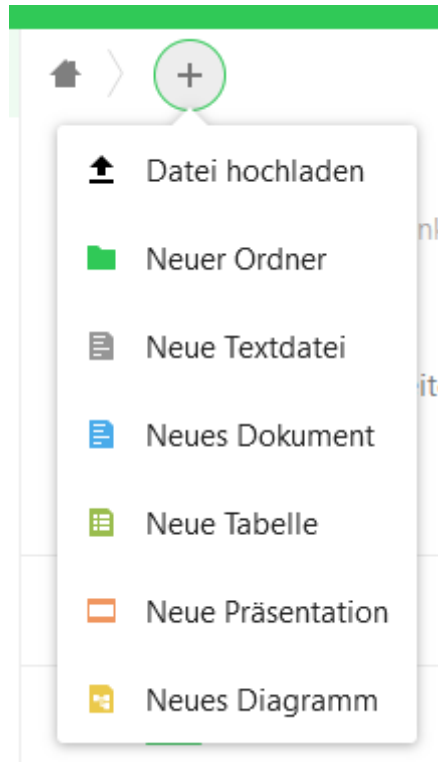 Datei hochladen
Neuer Ordner
Neue Textdatei
Neues Dokument
Neue Tabelle
Neue Präsentation
Neues Diagramm